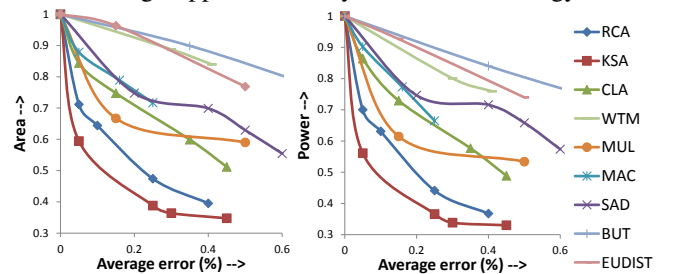 1
0.9
0.8
0.7
0.6
0.5
0.4
0.3
Area -->
0 0.2 0.4 0.6
Average error (%) -->
1
0.9
0.8
0.7
0.6
0.5
0.4
0.3
Power -->
0 0.2 0.4 0.6
Average error (%) -->
RCA
KSA
CLA
WTM
MUL
MAC
SAD
BUT
EUDIST